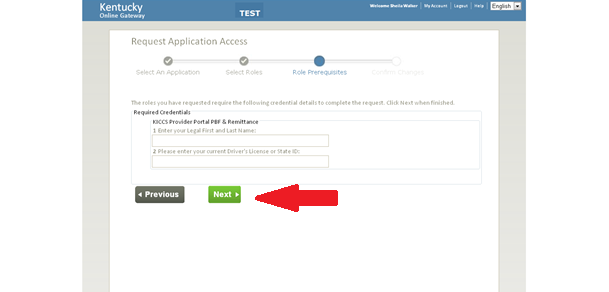 Kentucky
Online Gateway
TEST
Welcome Sheila Walker
My Account
Logout
Help
English
Request Application Access
Select An Application
Select Roles
Role Prerequisites
Confirm Changes
The roles you have requested require the following credential details to complete the request. Click Next when finished.
Required Credentials
KICCS Provider Portal PBF & Remittance
1 Enter your Legal First and Last Name:
2 Please enter your current Driver's License or State ID:
Previous
Next